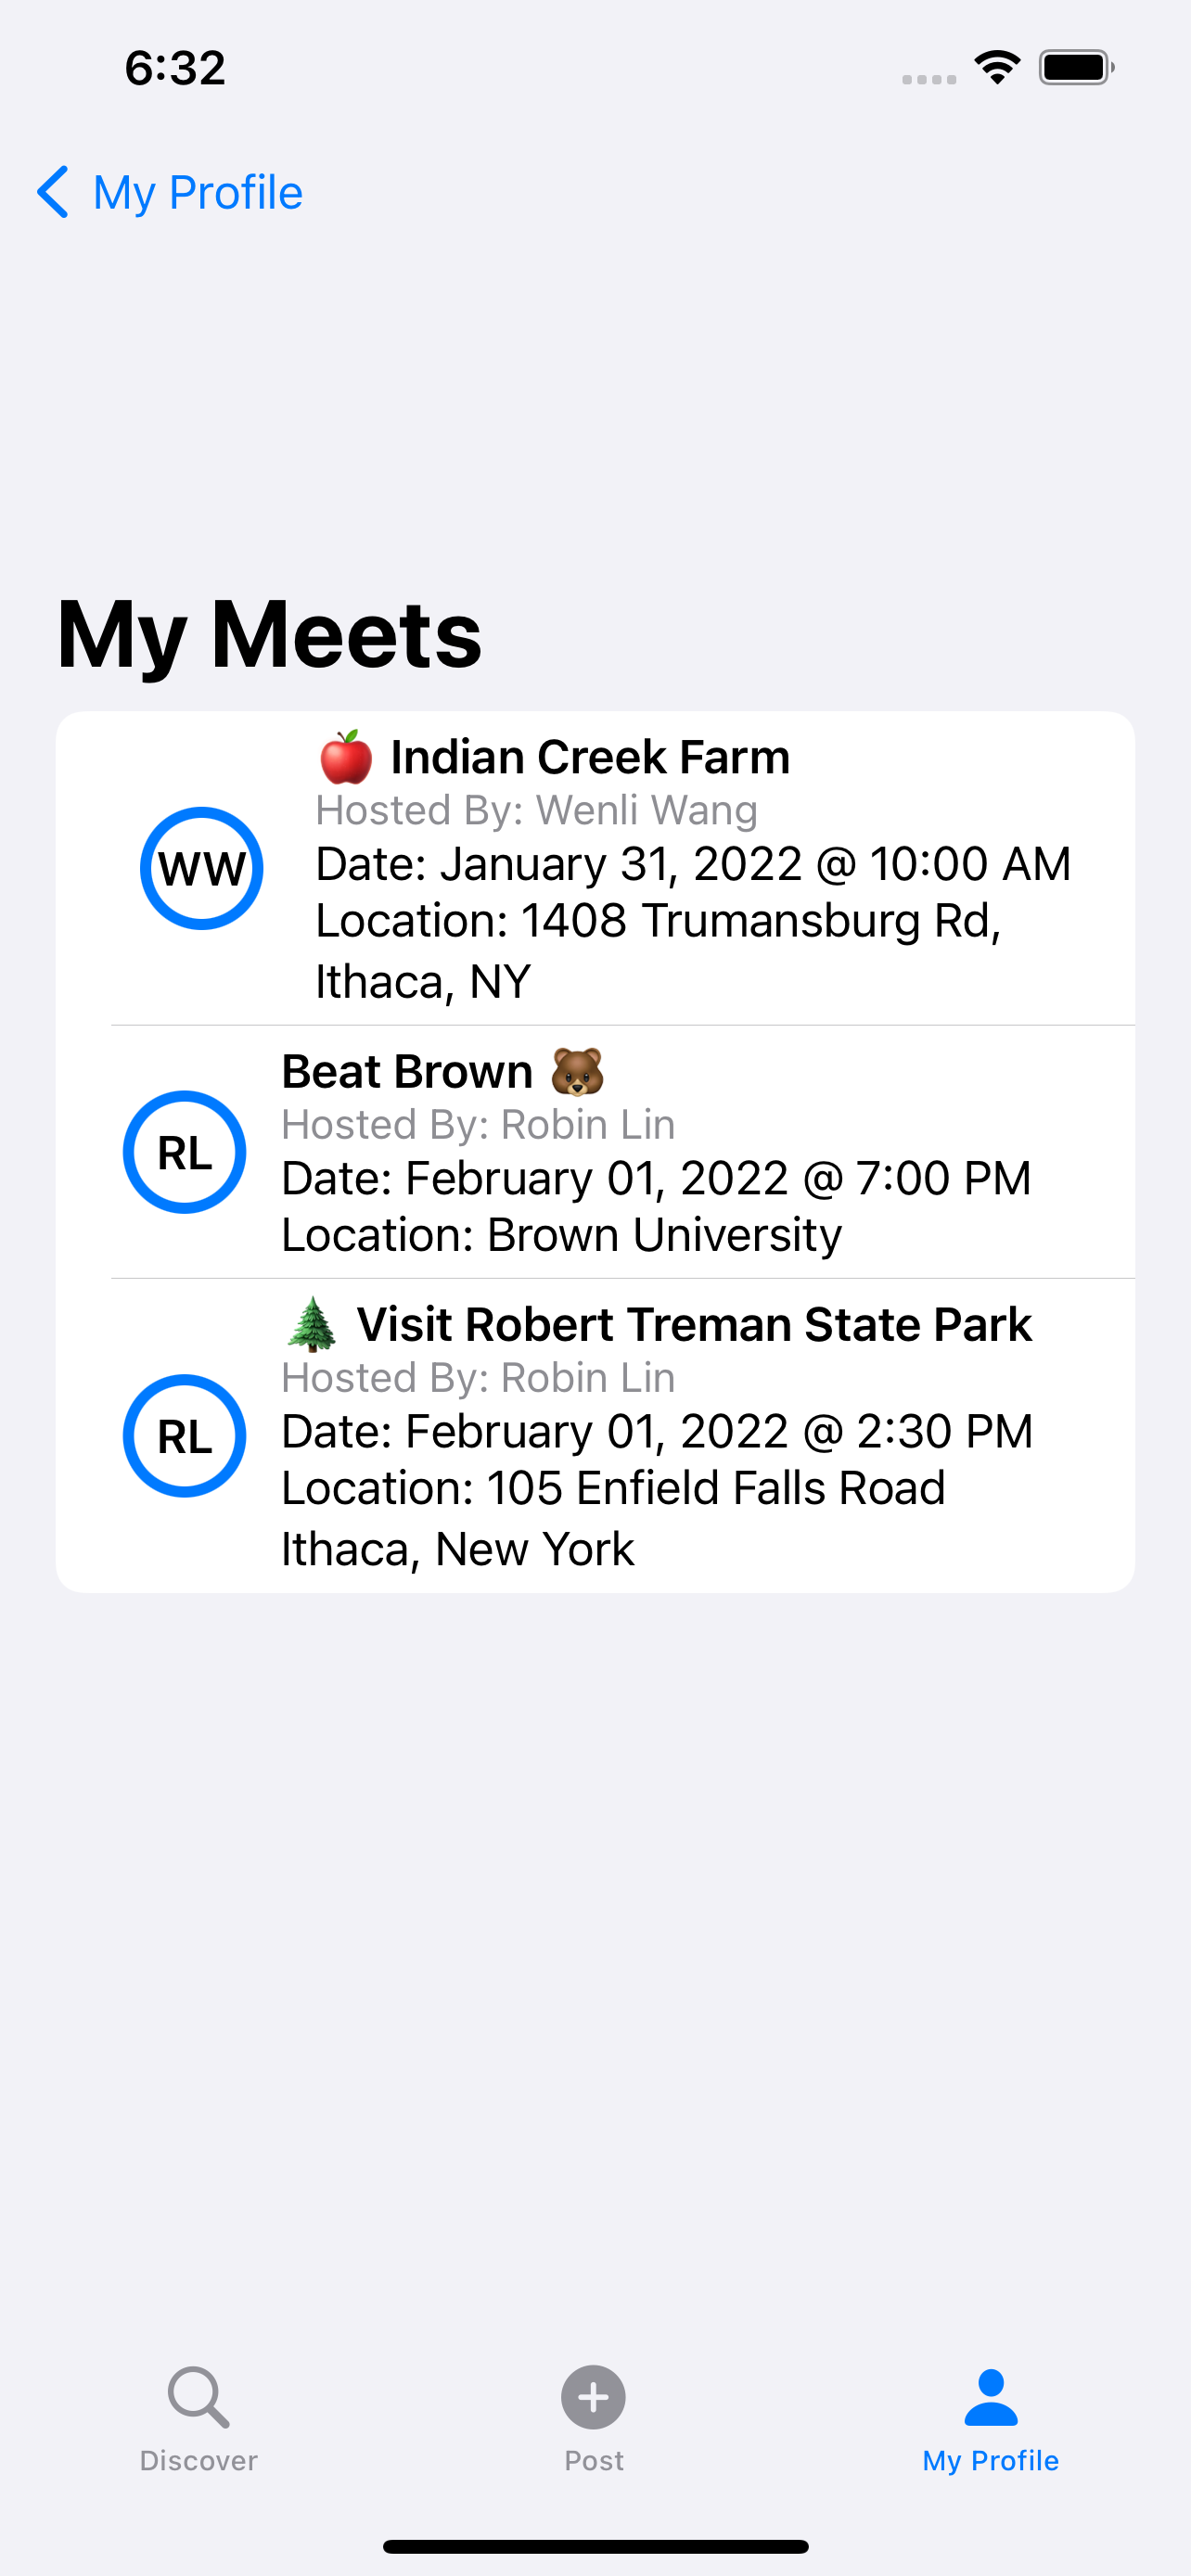 6:32
My Profile
My Meets
🍎 Indian Creek Farm
Hosted By: Wenli Wang
WW
Date: January 31, 2022 @ 10:00 AM
Location: 1408 Trumansburg Rd,
Ithaca, NY
Beat Brown 🐻
Hosted By: Robin Lin
RL
Date: February 01, 2022 @ 7:00 PM
Location: Brown University
🌲 Visit Robert Treman State Park
Hosted By: Robin Lin
RL
Date: February 01, 2022 @ 2:30 PM
Location: 105 Enfield Falls Road
Ithaca, New York
Discover
Post
My Profile